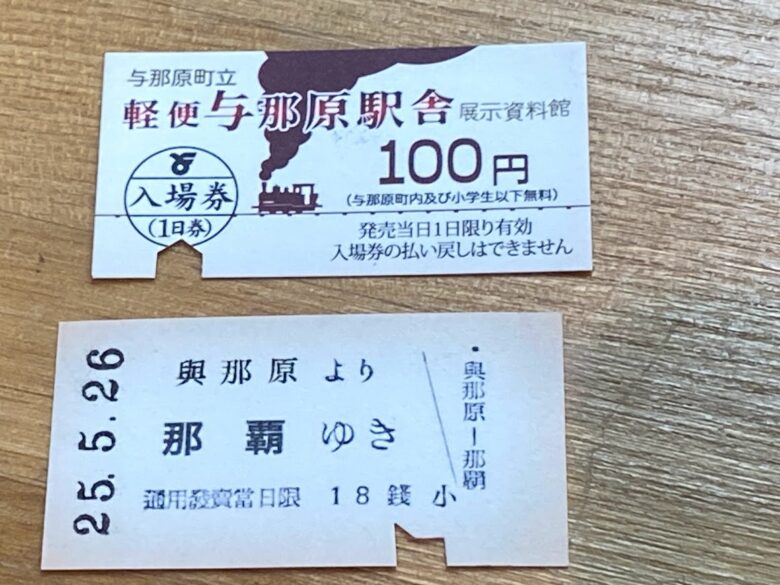 与那原町立
軽便与那原駅舎展示資料館
100円
(与那原町内及び小学生以下無料)
入場券
(1日券)
発売当日1日限り有効
入場券の払い戻しはできません
25.5.26
與那原より
那覇ゆき
通用發賣當日限 18錢 小
・與那原ー那覇